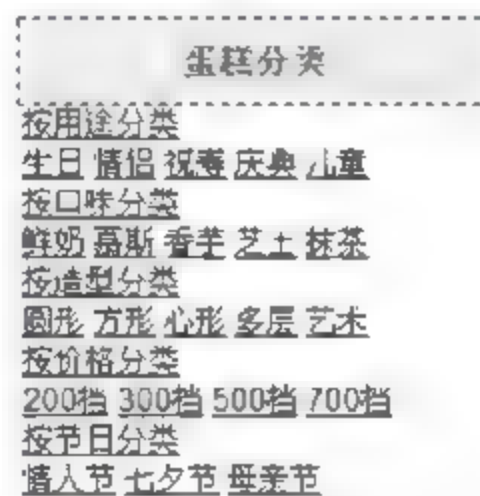 蛋糕分类
按用途分类
生日 情侣 祝寿 庆典 儿童
按口味分类
鲜奶 慕斯 香芋 芝士 抹茶
按造型分类
圆形 方形 心形 多层 艺术
按价格分类
200档 300档 500档 700档
按节日分类
情人节 七夕节 母亲节